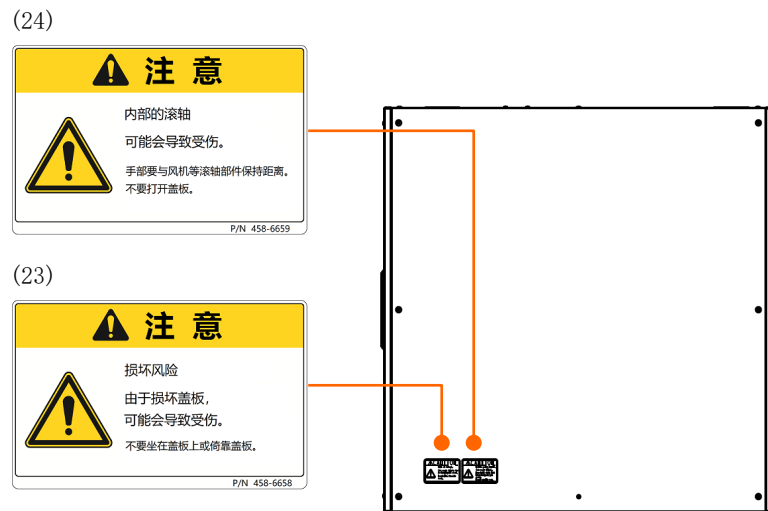 (24)
注 意
内部的滚轴
可能会导致受伤。
手部要与风机等滚轴部件保持距离。
不要打开盖板。
P/N 458-6659
(23)
注 意
损坏风险
由于损坏盖板，
可能会导致受伤。
不要坐在盖板上或倚靠盖板。
P/N 458-6658